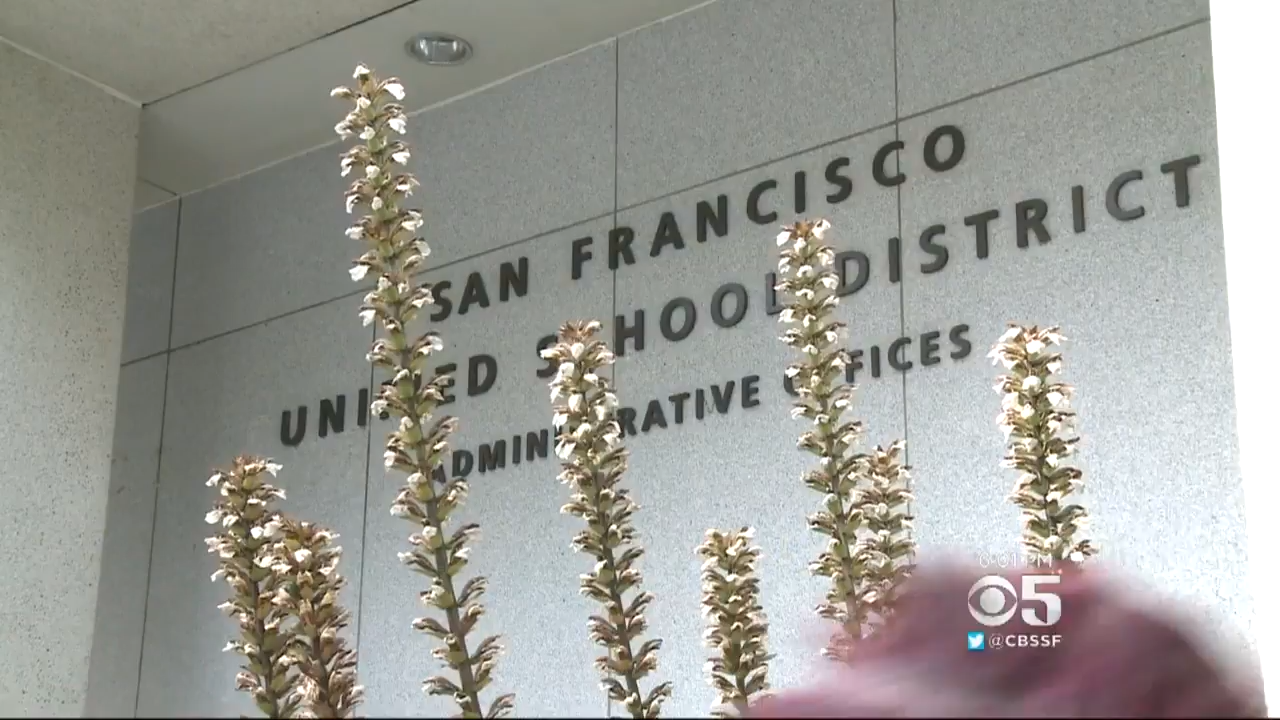 SAN FRANCISCO
UNIFIED SCHOOL DISTRICT
ADMINISTRATIVE OFFICES
5
@CBSSF